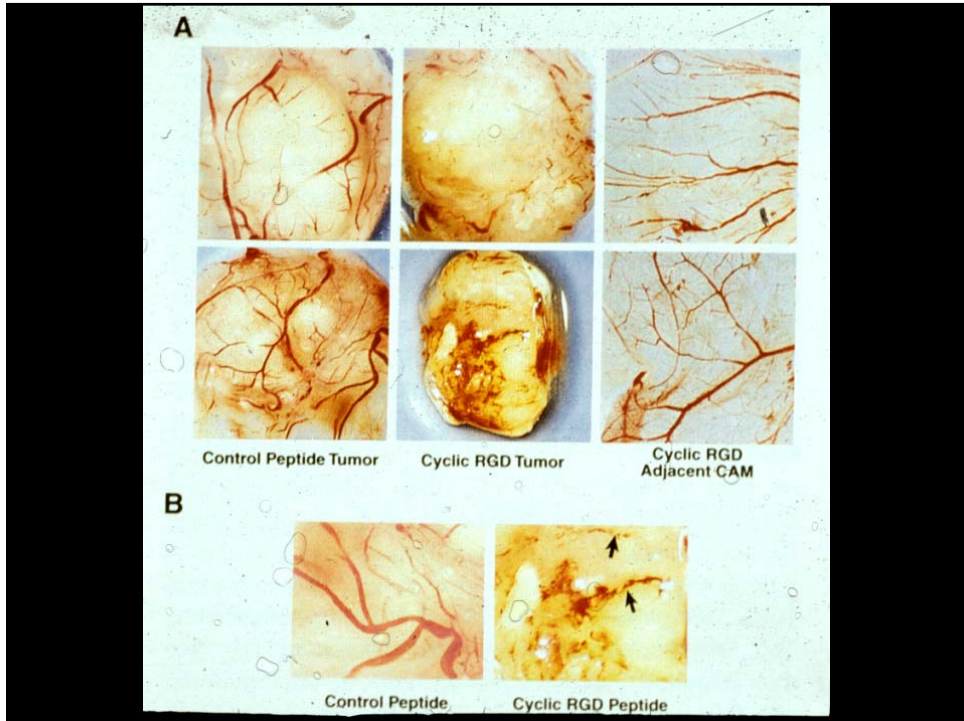 A
Control Peptide Tumor
Cyclic RGD Tumor
Cyclic RGD
Adjacent CAM
B
Control Peptide
Cyclic RGD Peptide